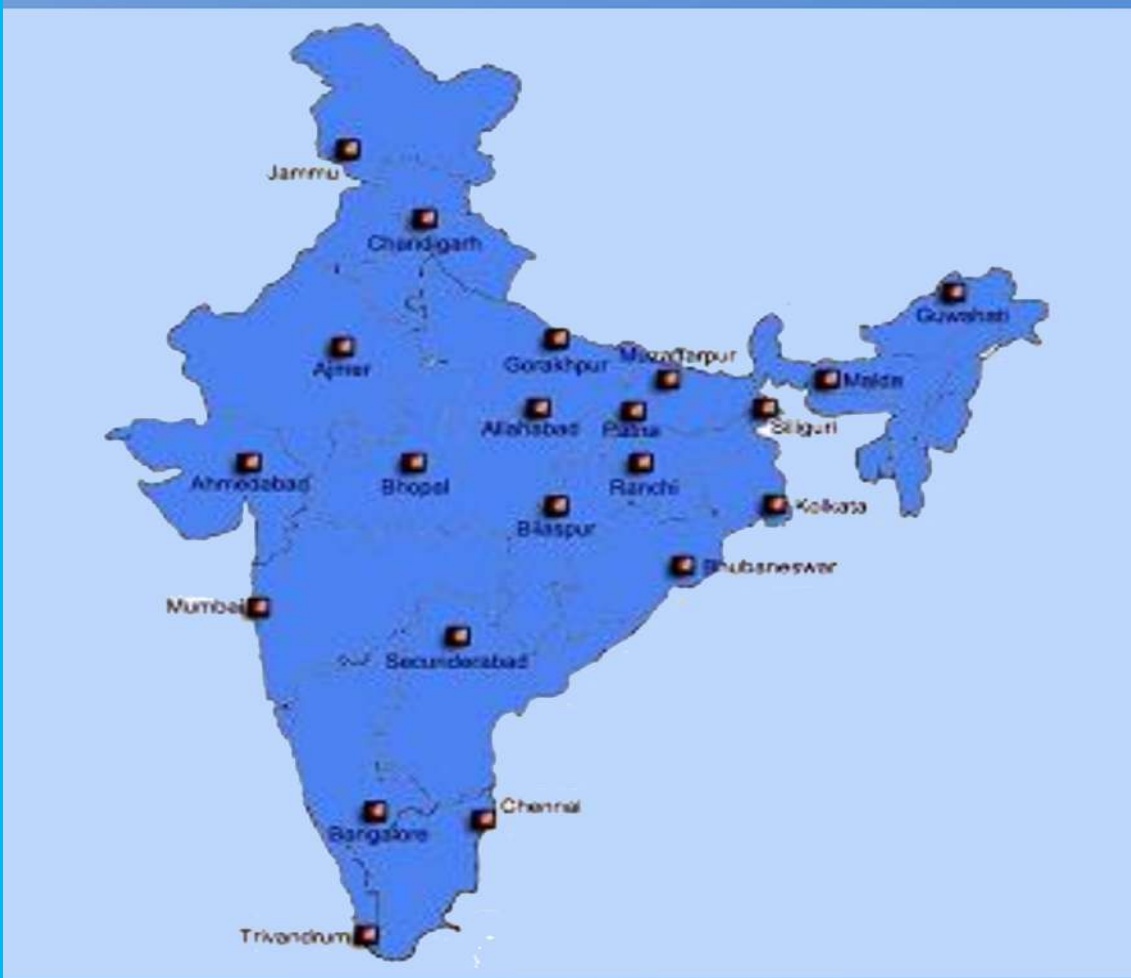 Jammu
Chandigarh
Guwahati
Ajmer
Gorakhpur
Muzaffarpur
Malda
Allahabad
Patna
Siliguri
Ahmedabad
Bhopal
Ranchi
Bilaspur
Kolkata
Bhubaneswar
Mumbai
Secunderabad
Chennai
Bangalore
Trivandrum